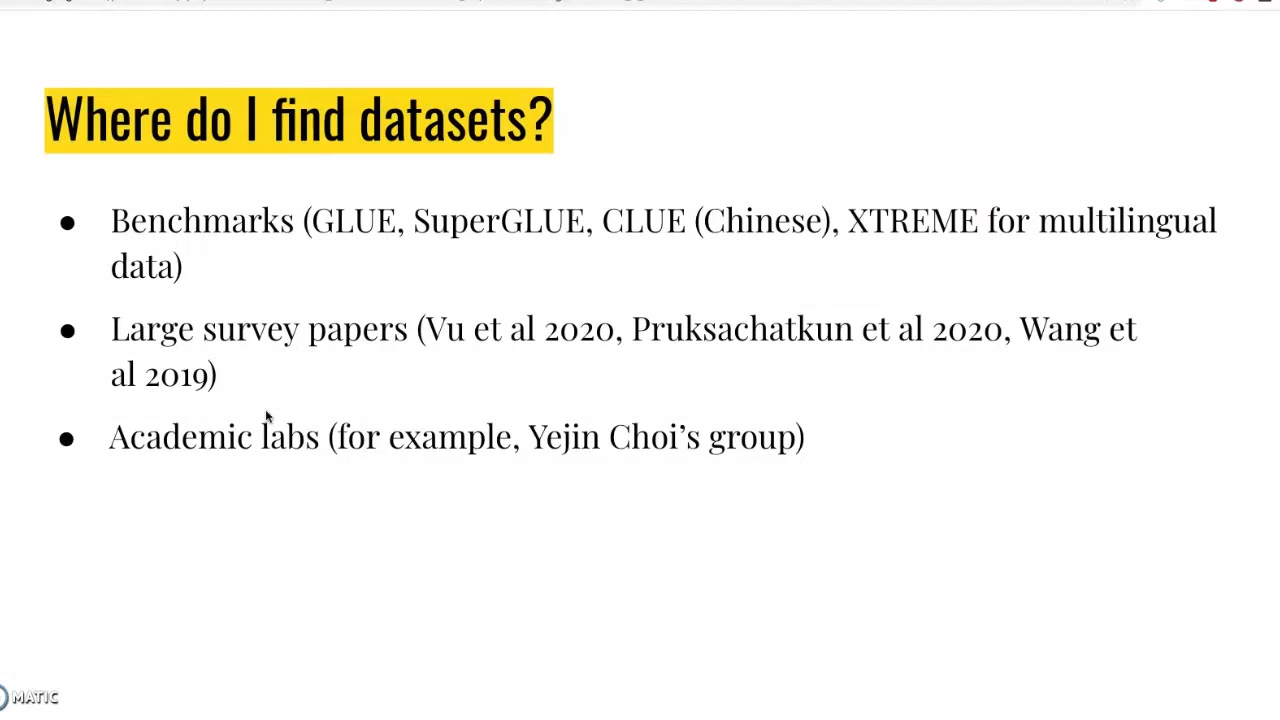 Where do I find datasets?
● Benchmarks (GLUE, SuperGLUE, CLUE (Chinese), XTREME for multilingual
data)
● Large survey papers (Vu et al 2020, Pruksachatkun et al 2020, Wang et
al 2019)
● Academic labs (for example, Yejin Choi’s group)
MATIC